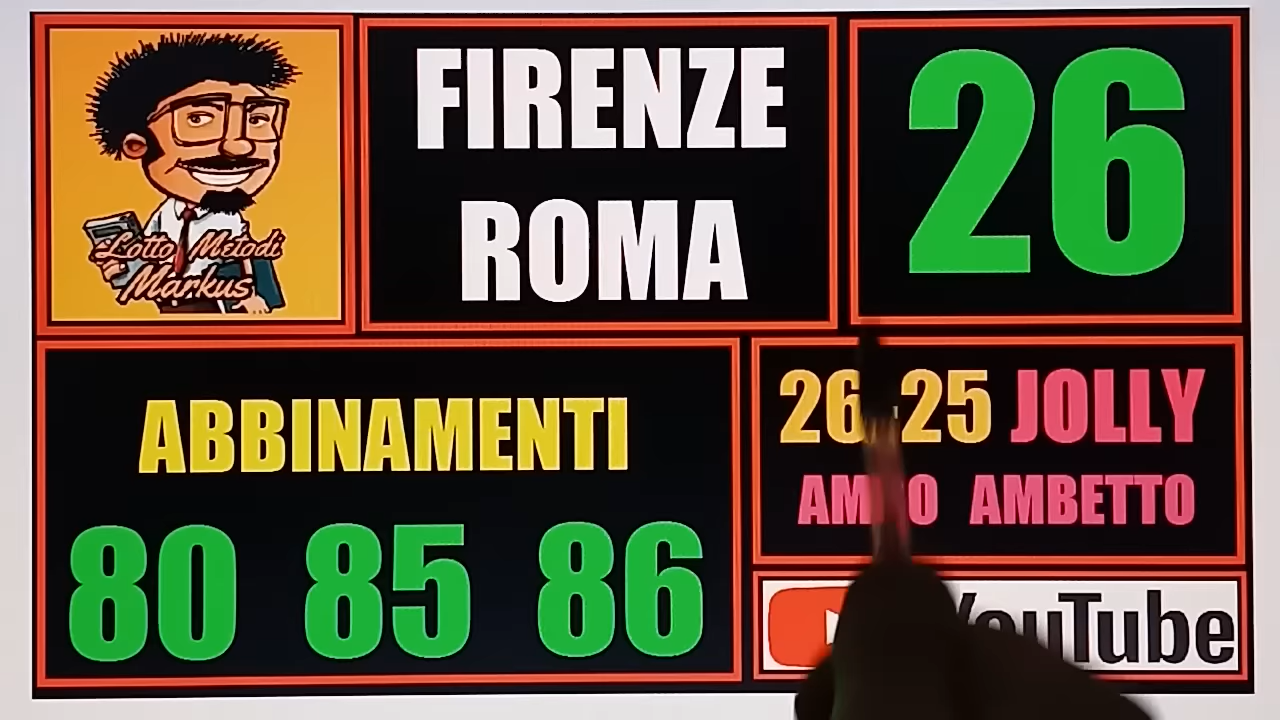 Lotto Metodi
Markus
FIRENZE
ROMA
26
ABBINAMENTI
80 85 86
26 25 JOLLY
AMBETTO
YouTube